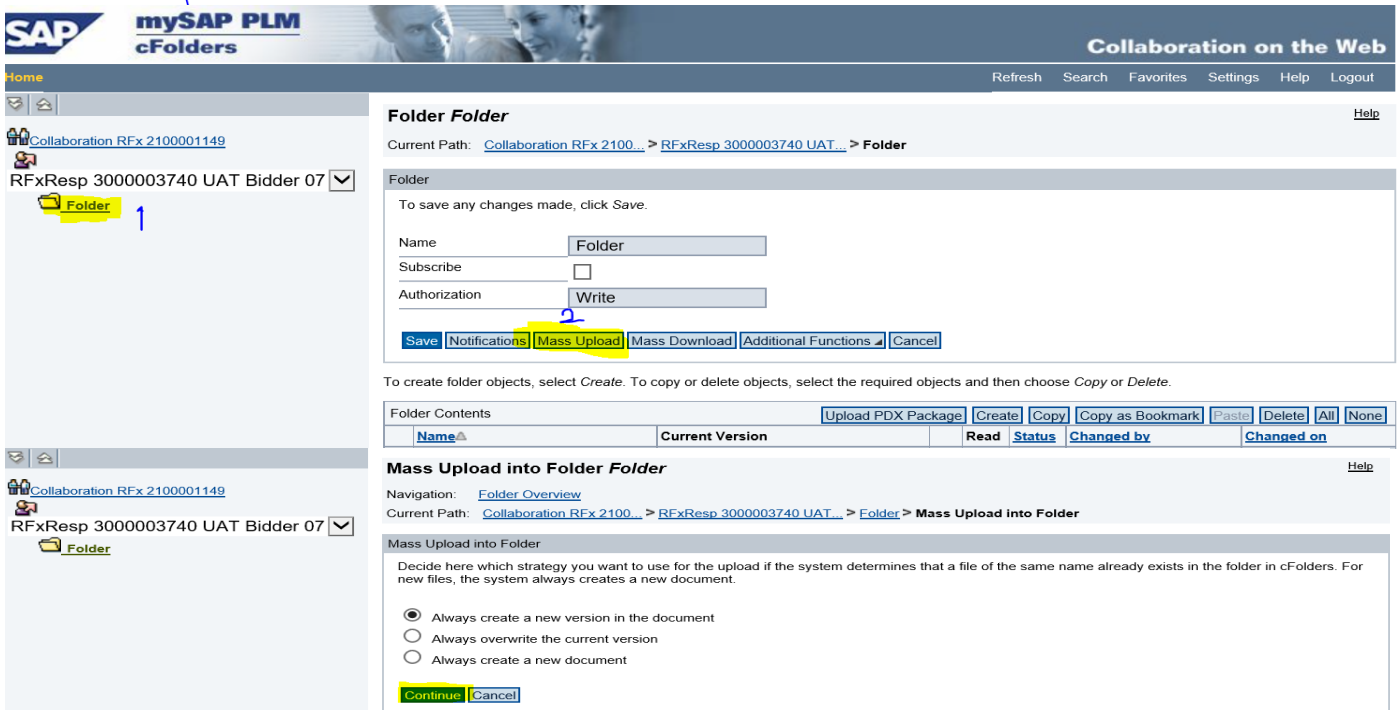 SAP
mySAP PLM
cFolders
Collaboration on the Web
Home
Refresh Search Favorites Settings Help Logout
Collaboration RFx 2100001149
RFxResp 3000003740 UAT Bidder 07
Folder
1
Folder Folder
Help
Current Path: Collaboration RFx 2100... > RFxResp 3000003740 UAT... > Folder
Folder
To save any changes made, click Save.
Name Folder
Subscribe
Authorization Write
2
Save Notifications Mass Upload Mass Download Additional Functions Cancel
To create folder objects, select Create. To copy or delete objects, select the required objects and then choose Copy or Delete.
Folder Contents Upload PDX Package Create Copy Copy as Bookmark Paste Delete All None
Name Current Version Read Status Changed by Changed on
Collaboration RFx 2100001149
RFxResp 3000003740 UAT Bidder 07
Folder
Mass Upload into Folder Folder
Help
Navigation: Folder Overview
Current Path: Collaboration RFx 2100... > RFxResp 3000003740 UAT... > Folder > Mass Upload into Folder
Mass Upload into Folder
Decide here which strategy you want to use for the upload if the system determines that a file of the same name already exists in the folder in cFolders. For
new files, the system always creates a new document.
Always create a new version in the document
Always overwrite the current version
Always create a new document
Continue Cancel